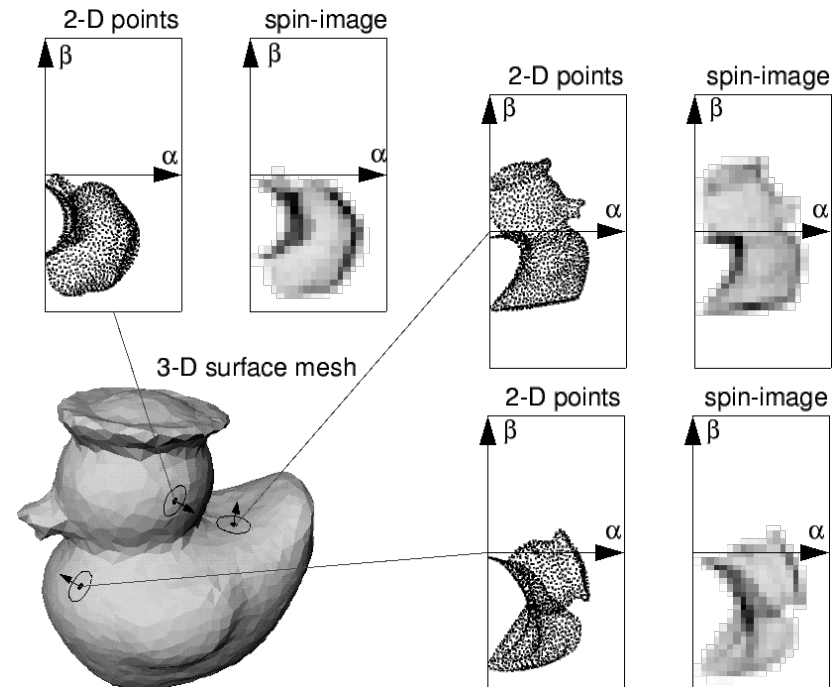 2-D points
spin-image
β
α
β
α
2-D points
spin-image
β
α
β
α
3-D surface mesh
2-D points
spin-image
β
α
β
α